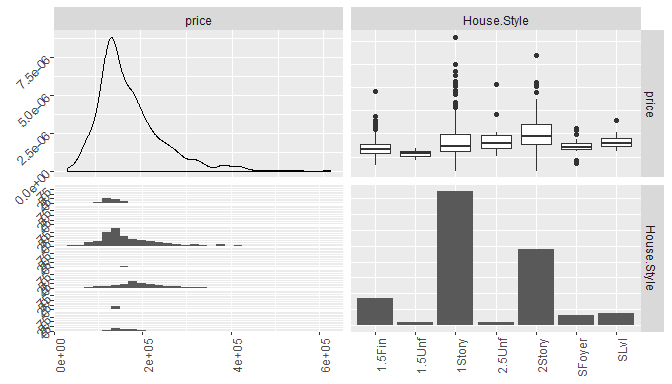 price
House.Style
7.5e-06
5.0e-06
2.5e-06
0.0e+00
price
House.Style
0e+00
2e+05
4e+05
6e+05
1.5Fin
1.5Unf
1Story
2.5Unf
2Story
SFoyer
SLvl